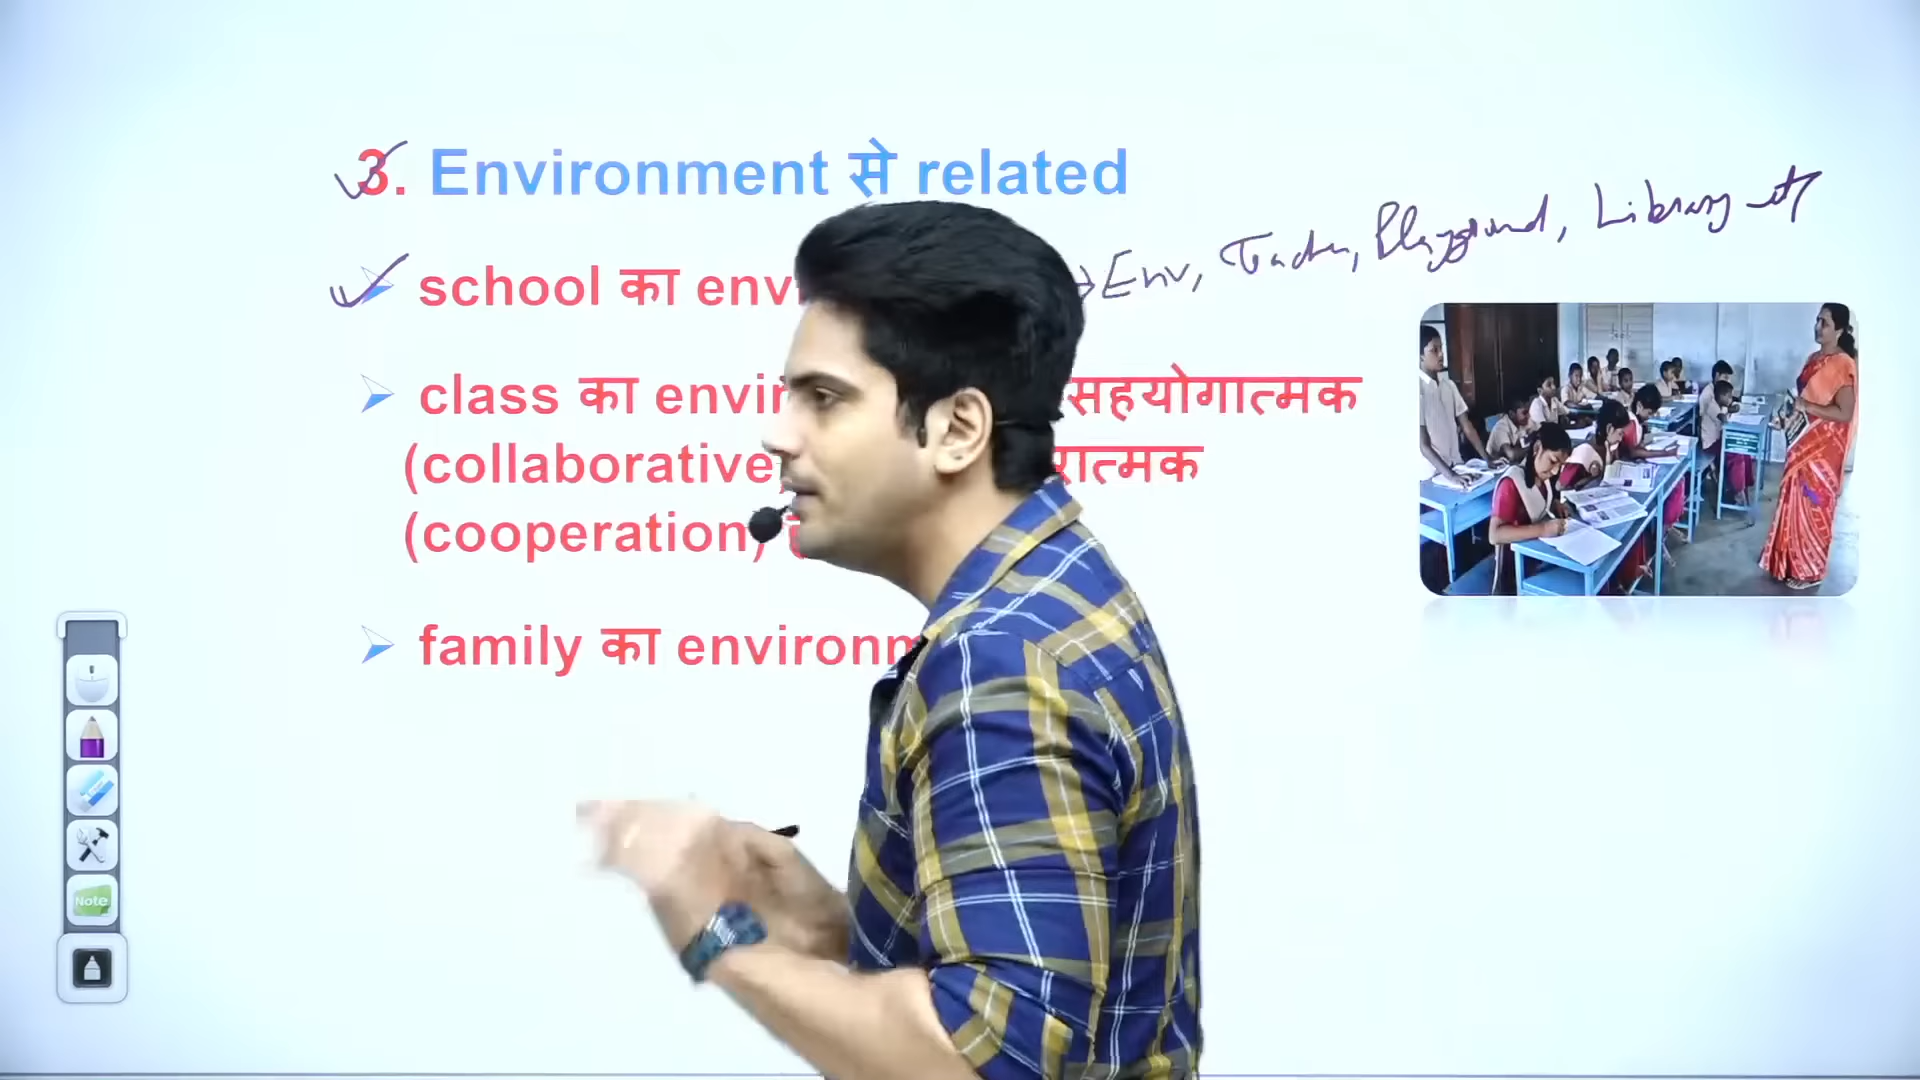 3. Environment से related
school का env
→ Env, Teacher, Playground, Library etc
class का envir सहयोगात्मक
(collaborative, रात्मक
(cooperation) ह
family का environm
Note